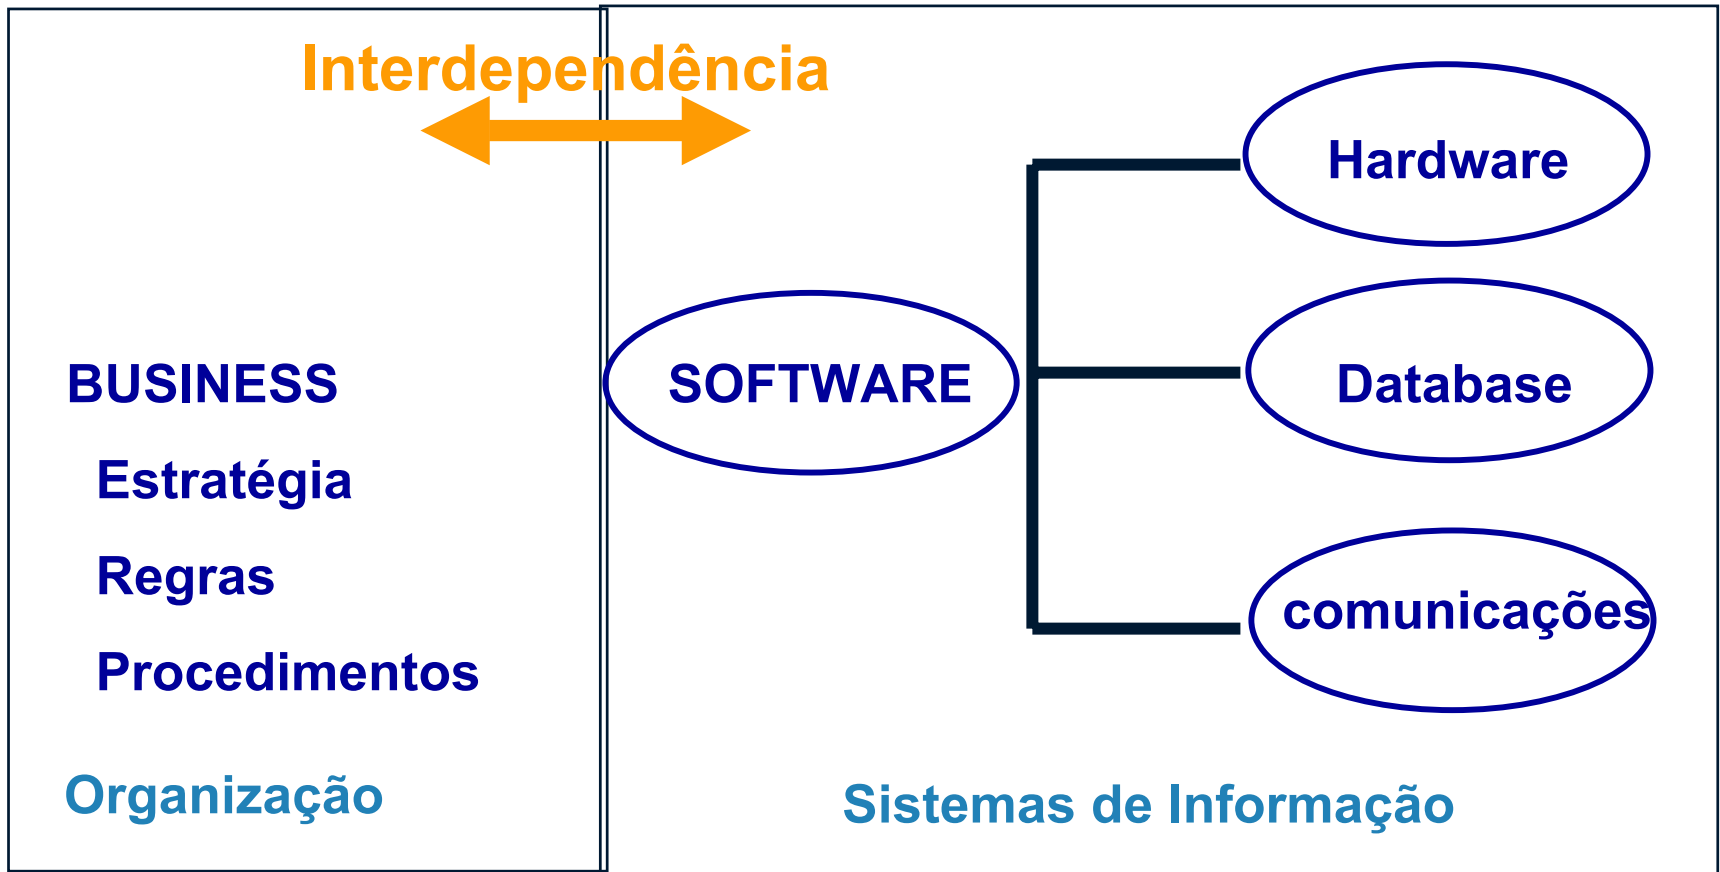 Interdependência
Hardware
BUSINESS
SOFTWARE
Database
Estratégia
Regras
comunicações
Procedimentos
Organização
Sistemas de Informação